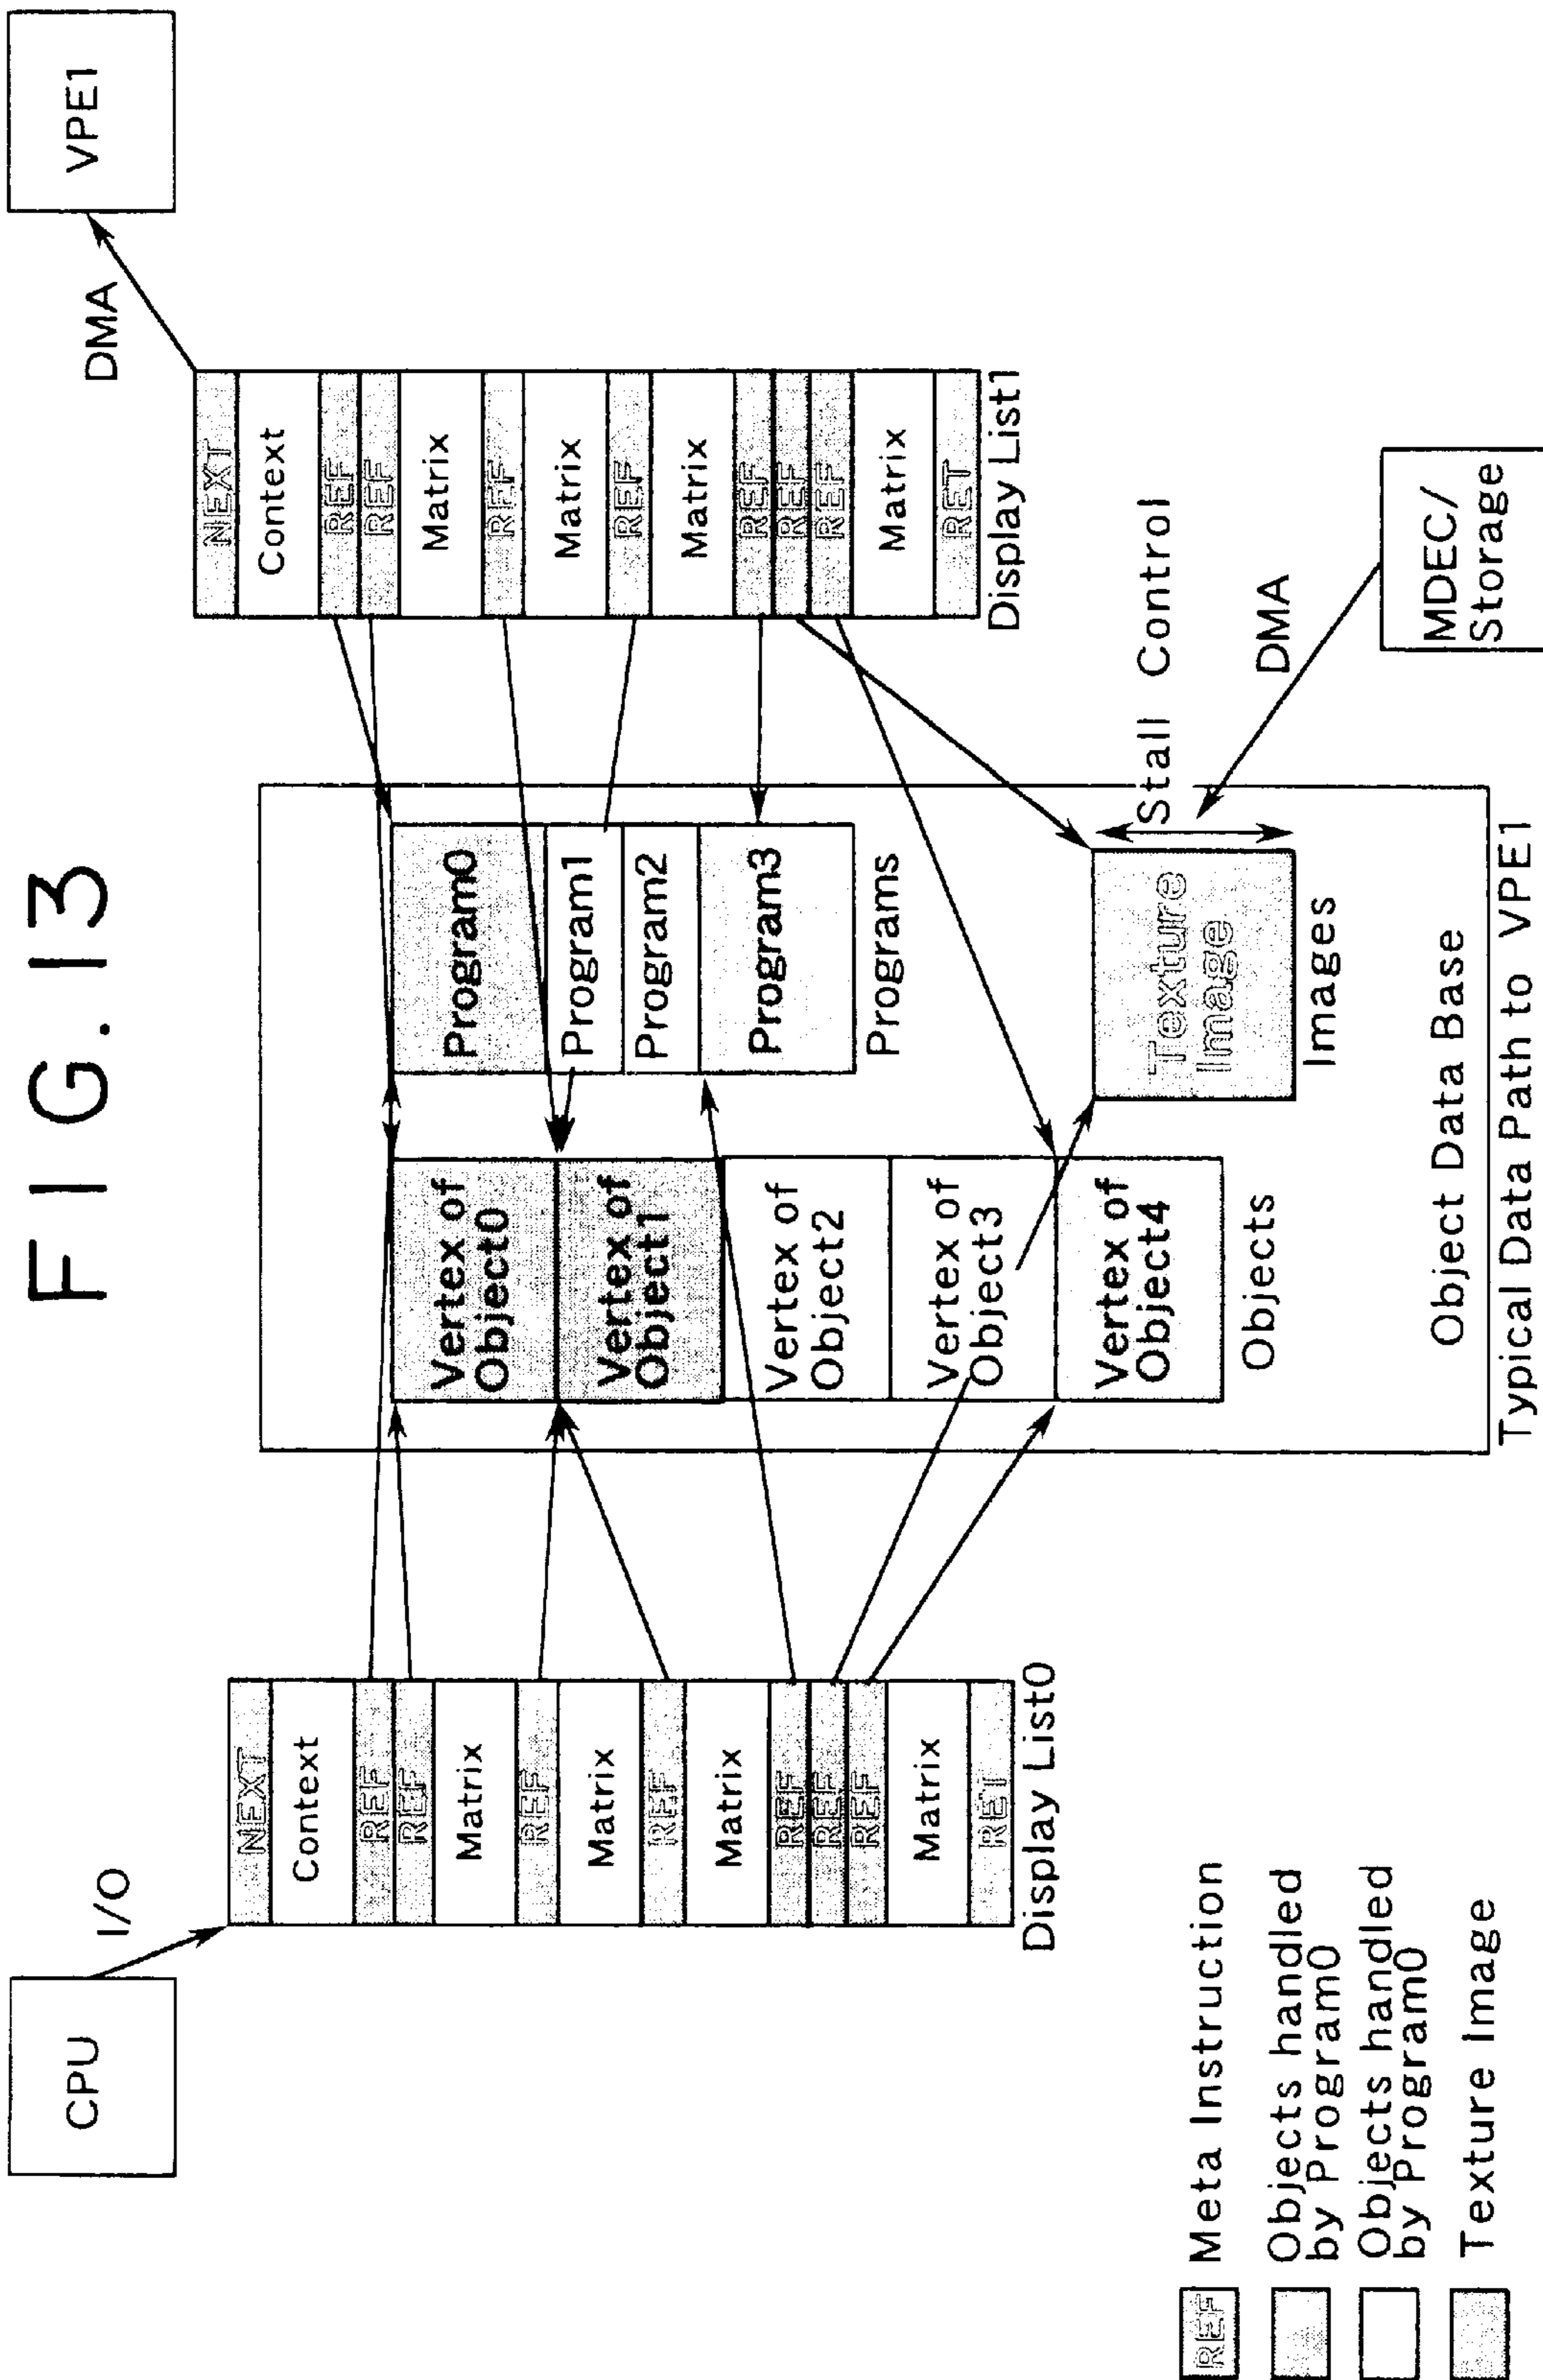 FIG.13
CPU
I/O
NEXT
Context
REF
REF
Matrix
REF
Matrix
REF
Matrix
REF
REF
REF
Matrix
RET
Display List0
Vertex of
Object0
Vertex of
Object1
Vertex of
Object2
Vertex of
Object3
Vertex of
Object4
Objects
Program0
Program1
Program2
Program3
Programs
Texture
Image
Images
Object Data Base
Typical Data Path to VPE1
VPE1
DMA
NEXT
Context
REF
REF
Matrix
REF
Matrix
REF
Matrix
REF
REF
REF
Matrix
RET
Display List1
Stall Control
DMA
MDEC/
Storage
REF Meta Instruction
Objects handled
by Program0
Objects handled
by Program0
Texture Image